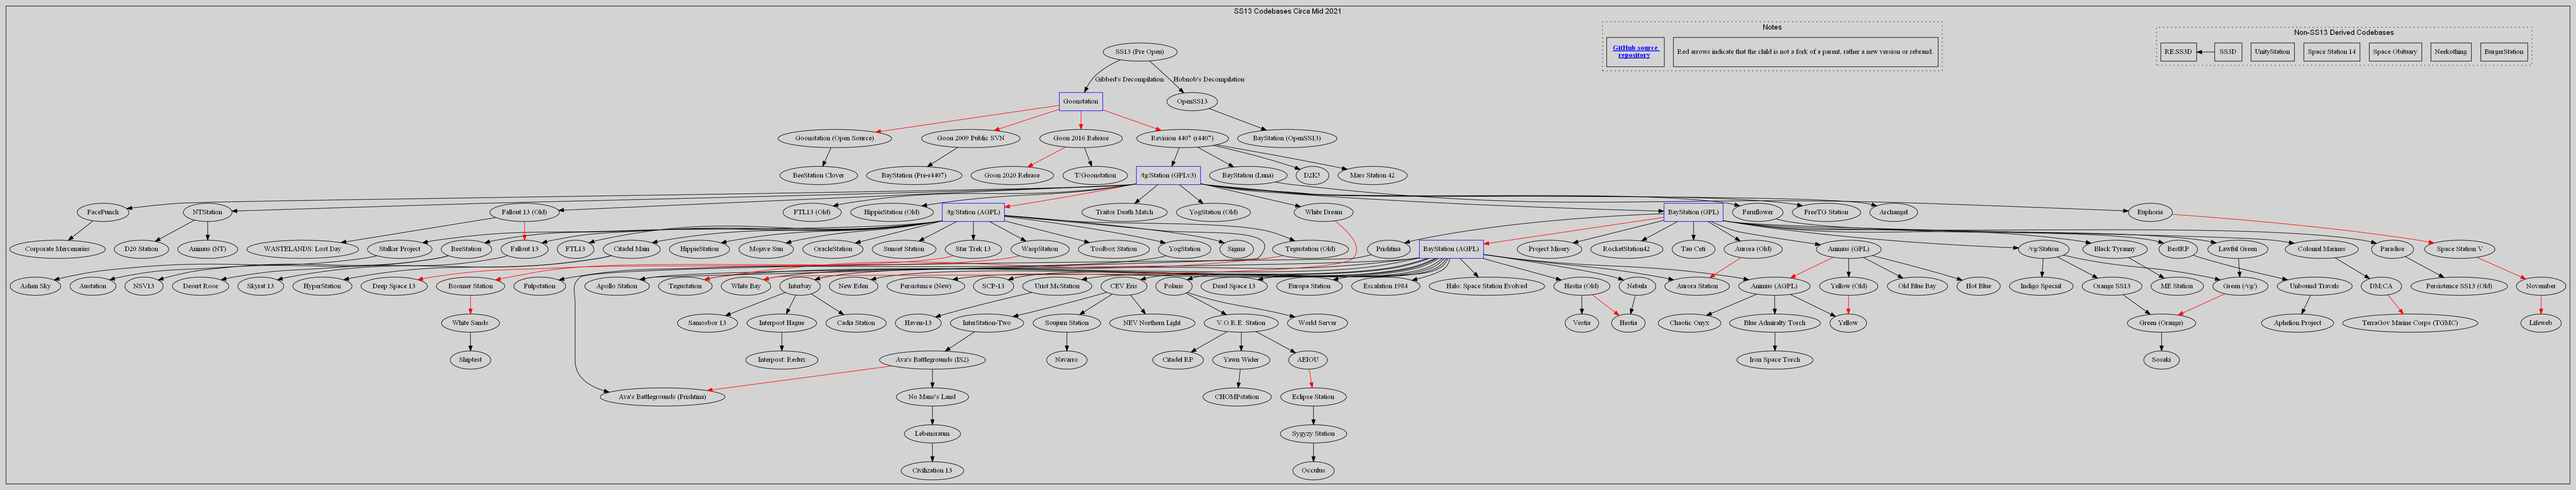 SS13 Codebases Circa Mid 2021
Notes
GitHub source
repository
Red arrows indicate that the child is not a fork of a parent, rather a new version or rebrand.
Non-SS13 Derived Codebases
RE:SS3D
SS3D
UnityStation
Space Station 14
Space Obituary
Neekothing
BurgerStation
SS13 (Pre Open)
Gibbed's Decompilation
Hobnob's Decompilation
Goonstation
OpenSS13
Goonstation (Open Source)
Goon 2009 Public SVN
Goon 2016 Release
Revision 4407 (r4407)
BayStation (OpenSS13)
BeeStation Clover
BayStation (Pre-r4407)
Goon 2020 Release
T/Goonstation
/tg/Station (GPLv3)
BayStation (Luna)
D2K5
Mars Station 42
FacePunch
NTStation
Fallout 13 (Old)
FTL13 (Old)
HippieStation (Old)
/tg/Station (AGPL)
Traitor Death Match
YogStation (Old)
White Dream
BayStation (GPL)
Fernflower
FreeTG Station
Archangel
Euphoria
Corporate Mercenaries
D20 Station
Animus (NT)
WASTELANDS: Lost Day
Stalker Project
BeeStation
Fallout 13
FTL13
Citadel Main
HippieStation
Mojave Sun
OracleStation
Sunset Station
Star Trek 13
WaspStation
Toolbox Station
YogStation
Sigma
Tegustation (Old)
Prishtina
BayStation (AGPL)
Project Misery
RocketStation42
Tau Ceti
Aurora (Old)
Animus (GPL)
/vg/Station
Black Tyranny
BestRP
Lawful Green
Colonial Marines
Paradise
Space Station V
Ashen Sky
Austation
NSV13
Desert Rose
Skyrat 13
HyperStation
Deep Space 13
Boomer Station
Fulpstation
Apollo Station
Tegustation
White Bay
Interbay
New Eden
Persistence (New)
SCP-13
Urist McStation
CEV Eris
Polaris
Dead Space 13
Europa Station
Escalation 1984
Halo: Space Station Evolved
Hestia (Old)
Nebula
Aurora Station
Animus (AGPL)
Yellow (Old)
Old Blue Bay
Hot Blue
Indigo Special
Orange SS13
ME Station
Green (/vg/)
Unbound Travels
DM:CA
Persistence SS13 (Old)
November
White Sands
Samosbor 13
Interpost Hague
Cadia Station
Haven-13
InterStation-Two
Soujurn Station
NEV Northern Light
V.O.R.E. Station
World Server
Vestia
Hestia
Chaotic Onyx
Blue Admiralty Torch
Yellow
Green (Orange)
Aphelion Project
TerraGov Marine Corps (TGMC)
Lifeweb
Shiptest
Interpost: Redux
Ava's Battlegrounds (IS2)
Navarro
Citadel RP
Yawn Wider
AEIOU
Iron Space Torch
Sosaki
Ava's Battlegrounds (Prishtina)
No Mans's Land
CHOMPstation
Eclipse Station
Lebensraum
Sygyzy Station
Civilization 13
Occulus